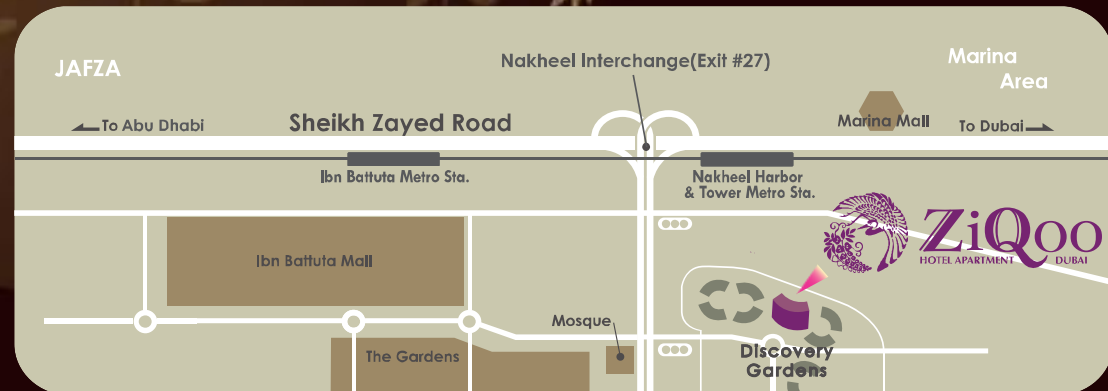 JAFZA
Nakheel Interchange(Exit #27)
Marina
Area
To Abu Dhabi
Sheikh Zayed Road
Marina Mall
To Dubai
Ibn Battuta Metro Sta.
Nakheel Harbor
& Tower Metro Sta.
ZiQoo
HOTEL APARTMENT DUBAI
Ibn Battuta Mall
Mosque
The Gardens
Discovery
Gardens